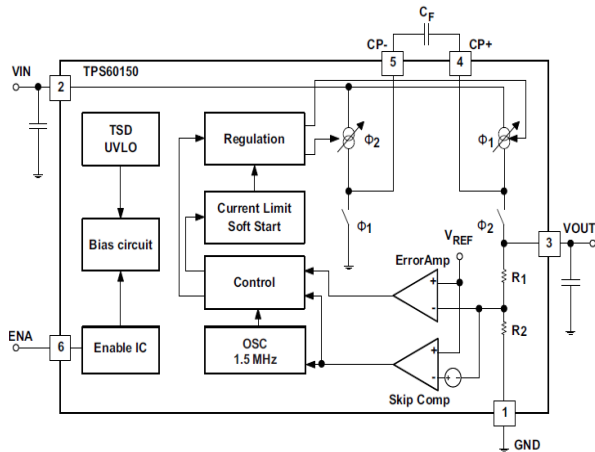 CF
CP-
CP+
5
4
VIN
2
TPS60150
TSD
UVLO
Regulation
Φ2
Φ1
Current Limit
Soft Start
Φ1
Φ2
VOUT
3
VREF
Bias circuit
ErrorAmp
Control
+
-
R1
ENA
6
Enable IC
OSC
1.5 MHz
+
-
+
-
R2
Skip Comp
1
GND